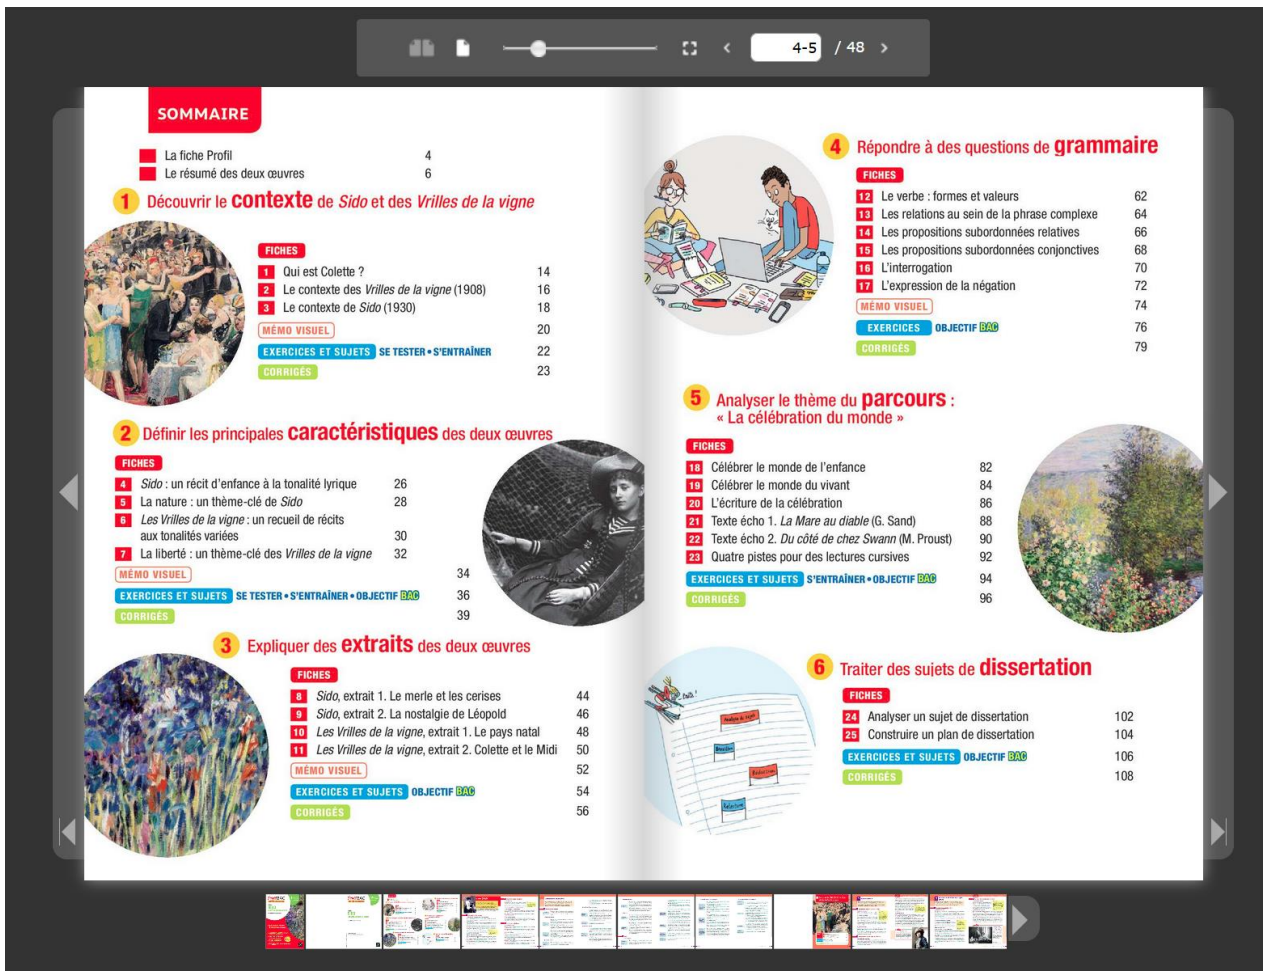 4-5 / 48
SOMMAIRE
La fiche Profil 4
Le résumé des deux œuvres 6
1 Découvrir le contexte de Sido et des Vrilles de la vigne
FICHES
1 Qui est Colette ? 14
2 Le contexte des Vrilles de la vigne (1908) 16
3 Le contexte de Sido (1930) 18
MÉMO VISUEL 20
EXERCICES ET SUJETS SE TESTER • S'ENTRAÎNER 22
CORRIGÉS 23
2 Définir les principales caractéristiques des deux œuvres
FICHES
4 Sido : un récit d'enfance à la tonalité lyrique 26
5 La nature : un thème-clé de Sido 28
6 Les Vrilles de la vigne : un recueil de récits
aux tonalités variées 30
7 La liberté : un thème-clé des Vrilles de la vigne 32
MÉMO VISUEL 34
EXERCICES ET SUJETS SE TESTER • S'ENTRAÎNER • OBJECTIF BAC 36
CORRIGÉS 39
3 Expliquer des extraits des deux œuvres
FICHES
8 Sido, extrait 1. Le merle et les cerises 44
9 Sido, extrait 2. La nostalgie de Léopold 46
10 Les Vrilles de la vigne, extrait 1. Le pays natal 48
11 Les Vrilles de la vigne, extrait 2. Colette et le Midi 50
MÉMO VISUEL 52
EXERCICES ET SUJETS OBJECTIF BAC 54
CORRIGÉS 56
4 Répondre à des questions de grammaire
FICHES
12 Le verbe : formes et valeurs 62
13 Les relations au sein de la phrase complexe 64
14 Les propositions subordonnées relatives 66
15 Les propositions subordonnées conjonctives 68
16 L'interrogation 70
17 L'expression de la négation 72
MÉMO VISUEL 74
EXERCICES OBJECTIF BAC 76
CORRIGÉS 79
5 Analyser le thème du parcours :
« La célébration du monde »
FICHES
18 Célébrer le monde de l'enfance 82
19 Célébrer le monde du vivant 84
20 L'écriture de la célébration 86
21 Texte écho 1. La Mare au diable (G. Sand) 88
22 Texte écho 2. Du côté de chez Swann (M. Proust) 90
23 Quatre pistes pour des lectures cursives 92
EXERCICES ET SUJETS S'ENTRAÎNER • OBJECTIF BAC 94
CORRIGÉS 96
6 Traiter des sujets de dissertation
FICHES
24 Analyser un sujet de dissertation 102
25 Construire un plan de dissertation 104
EXERCICES ET SUJETS OBJECTIF BAC 106
CORRIGÉS 108